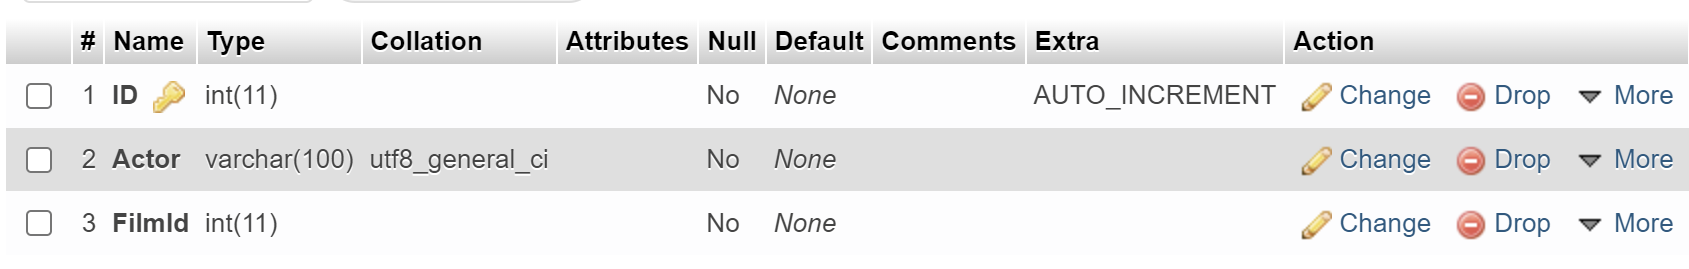 # Name Type Collation Attributes Null Default Comments Extra Action
1 ID int(11) No None AUTO_INCREMENT Change Drop More
2 Actor varchar(100) utf8_general_ci No None Change Drop More
3 FilmId int(11) No None Change Drop More